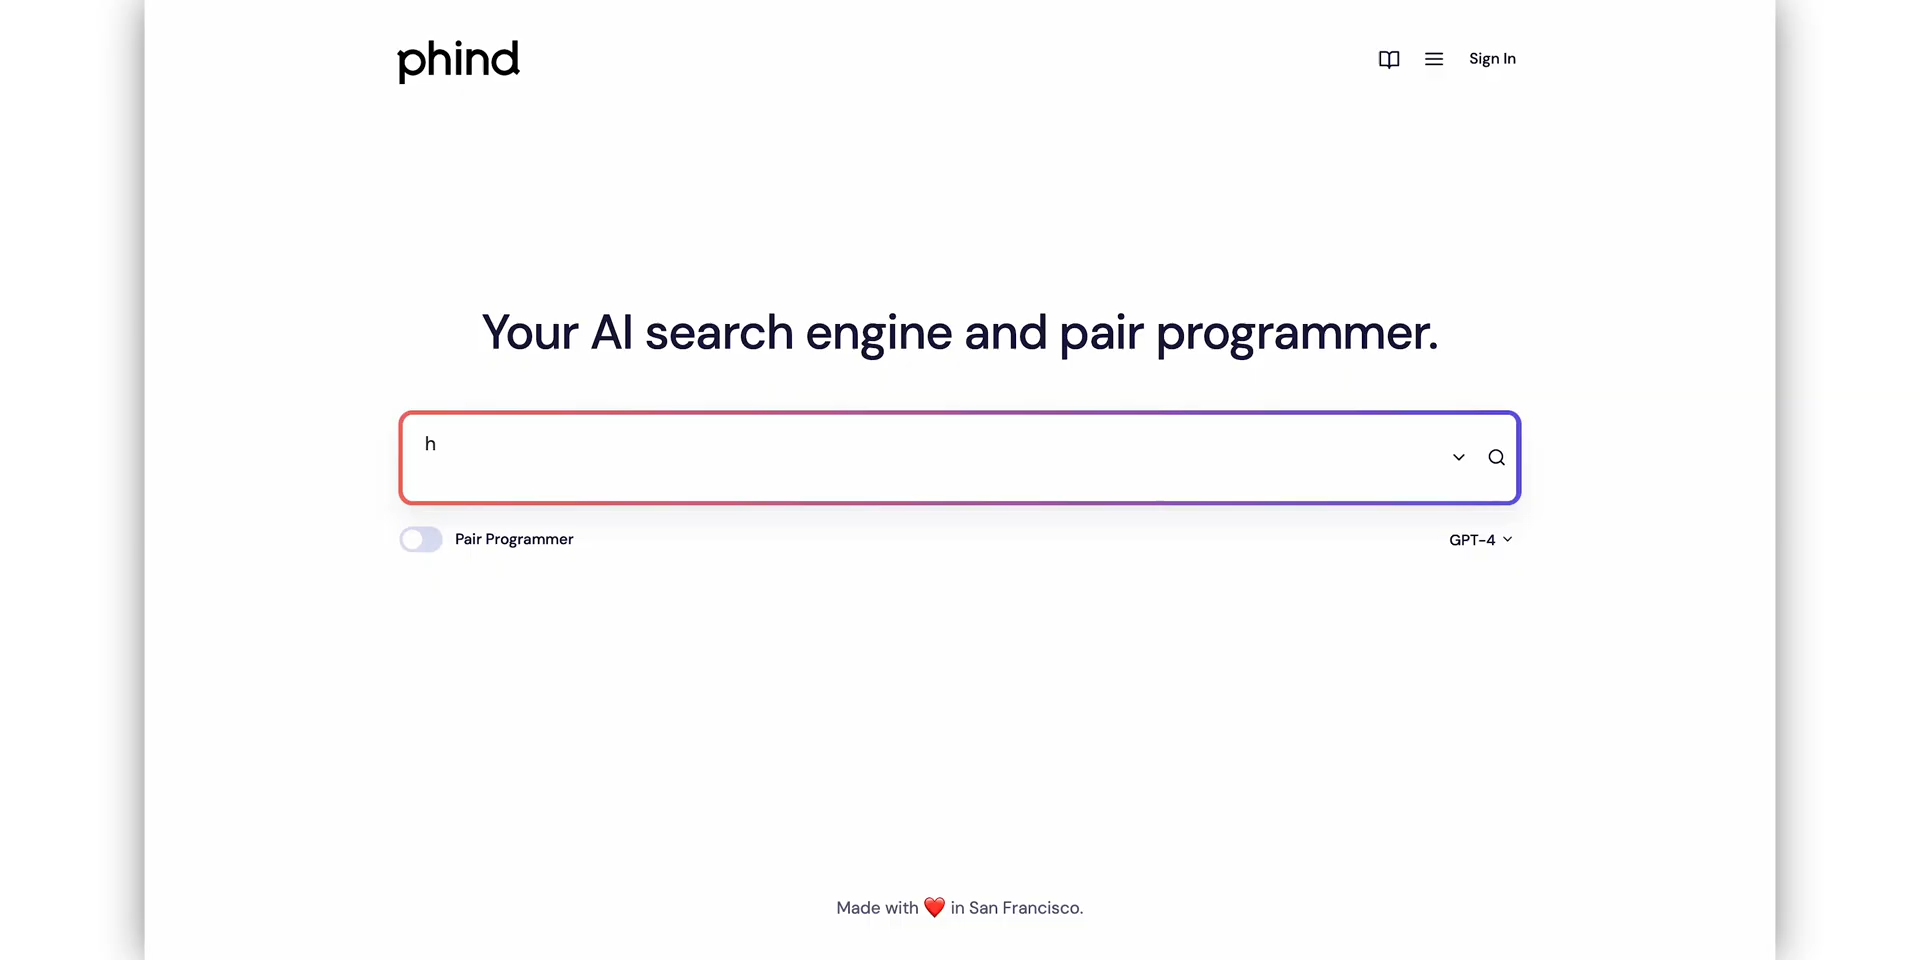 phind
Sign In
Your AI search engine and pair programmer.
h
Pair Programmer
GPT-4
Made with ❤️ in San Francisco.